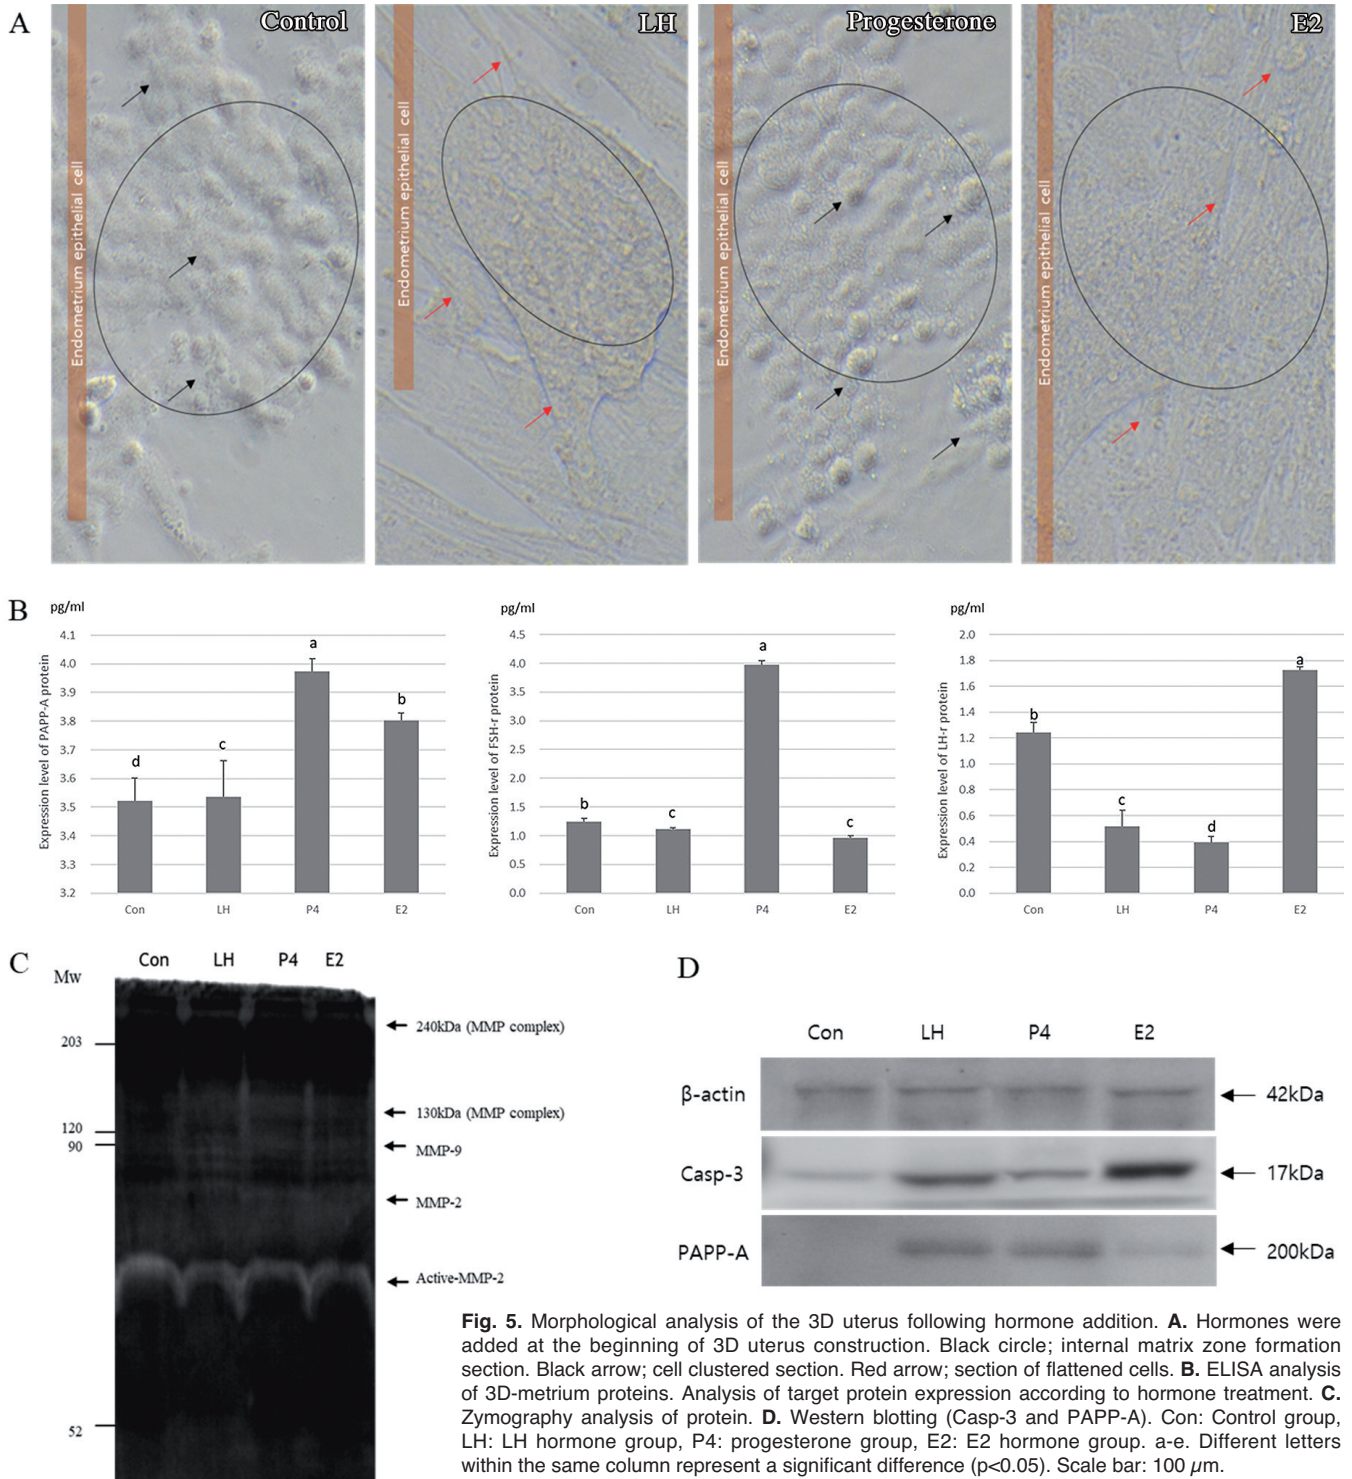 A
Control
LH
Progesterone
E2
Endometrium epithelial cell
Endometrium epithelial cell
Endometrium epithelial cell
Endometrium epithelial cell
B
pg/ml
Expression level of PAPP-A protein
4.1
4.0
3.9
3.8
3.7
3.6
3.5
3.4
3.3
3.2
d
c
a
b
Con LH P4 E2
pg/ml
Expression level of FSH-r protein
4.5
4.0
3.5
3.0
2.5
2.0
1.5
1.0
0.5
0.0
b
c
a
c
Con LH P4 E2
pg/ml
Expression level of LH-r protein
2.0
1.8
1.6
1.4
1.2
1.0
0.8
0.6
0.4
0.2
0.0
b
c
d
a
Con LH P4 E2
C
Con LH P4 E2
Mw
203
120
90
52
240kDa (MMP complex)
130kDa (MMP complex)
MMP-9
MMP-2
Active-MMP-2
D
Con LH P4 E2
β-actin 42kDa
Casp-3 17kDa
PAPP-A 200kDa
Fig. 5. Morphological analysis of the 3D uterus following hormone addition. A. Hormones were
added at the beginning of 3D uterus construction. Black circle; internal matrix zone formation
section. Black arrow; cell clustered section. Red arrow; section of flattened cells. B. ELISA analysis
of 3D-metrium proteins. Analysis of target protein expression according to hormone treatment. C.
Zymography analysis of protein. D. Western blotting (Casp-3 and PAPP-A). Con: Control group,
LH: LH hormone group, P4: progesterone group, E2: E2 hormone group. a-e. Different letters
within the same column represent a significant difference (p<0.05). Scale bar: 100 µm.